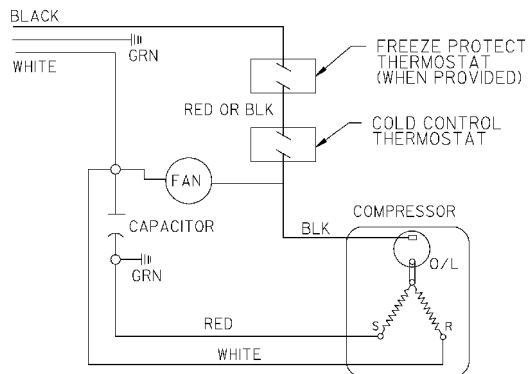 BLACK
GRN
WHITE
FREEZE PROTECT
THERMOSTAT
(WHEN PROVIDED)
RED OR BLK
COLD CONTROL
THERMOSTAT
FAN
CAPACITOR
COMPRESSOR
BLK
O/L
GRN
RED
S
R
WHITE